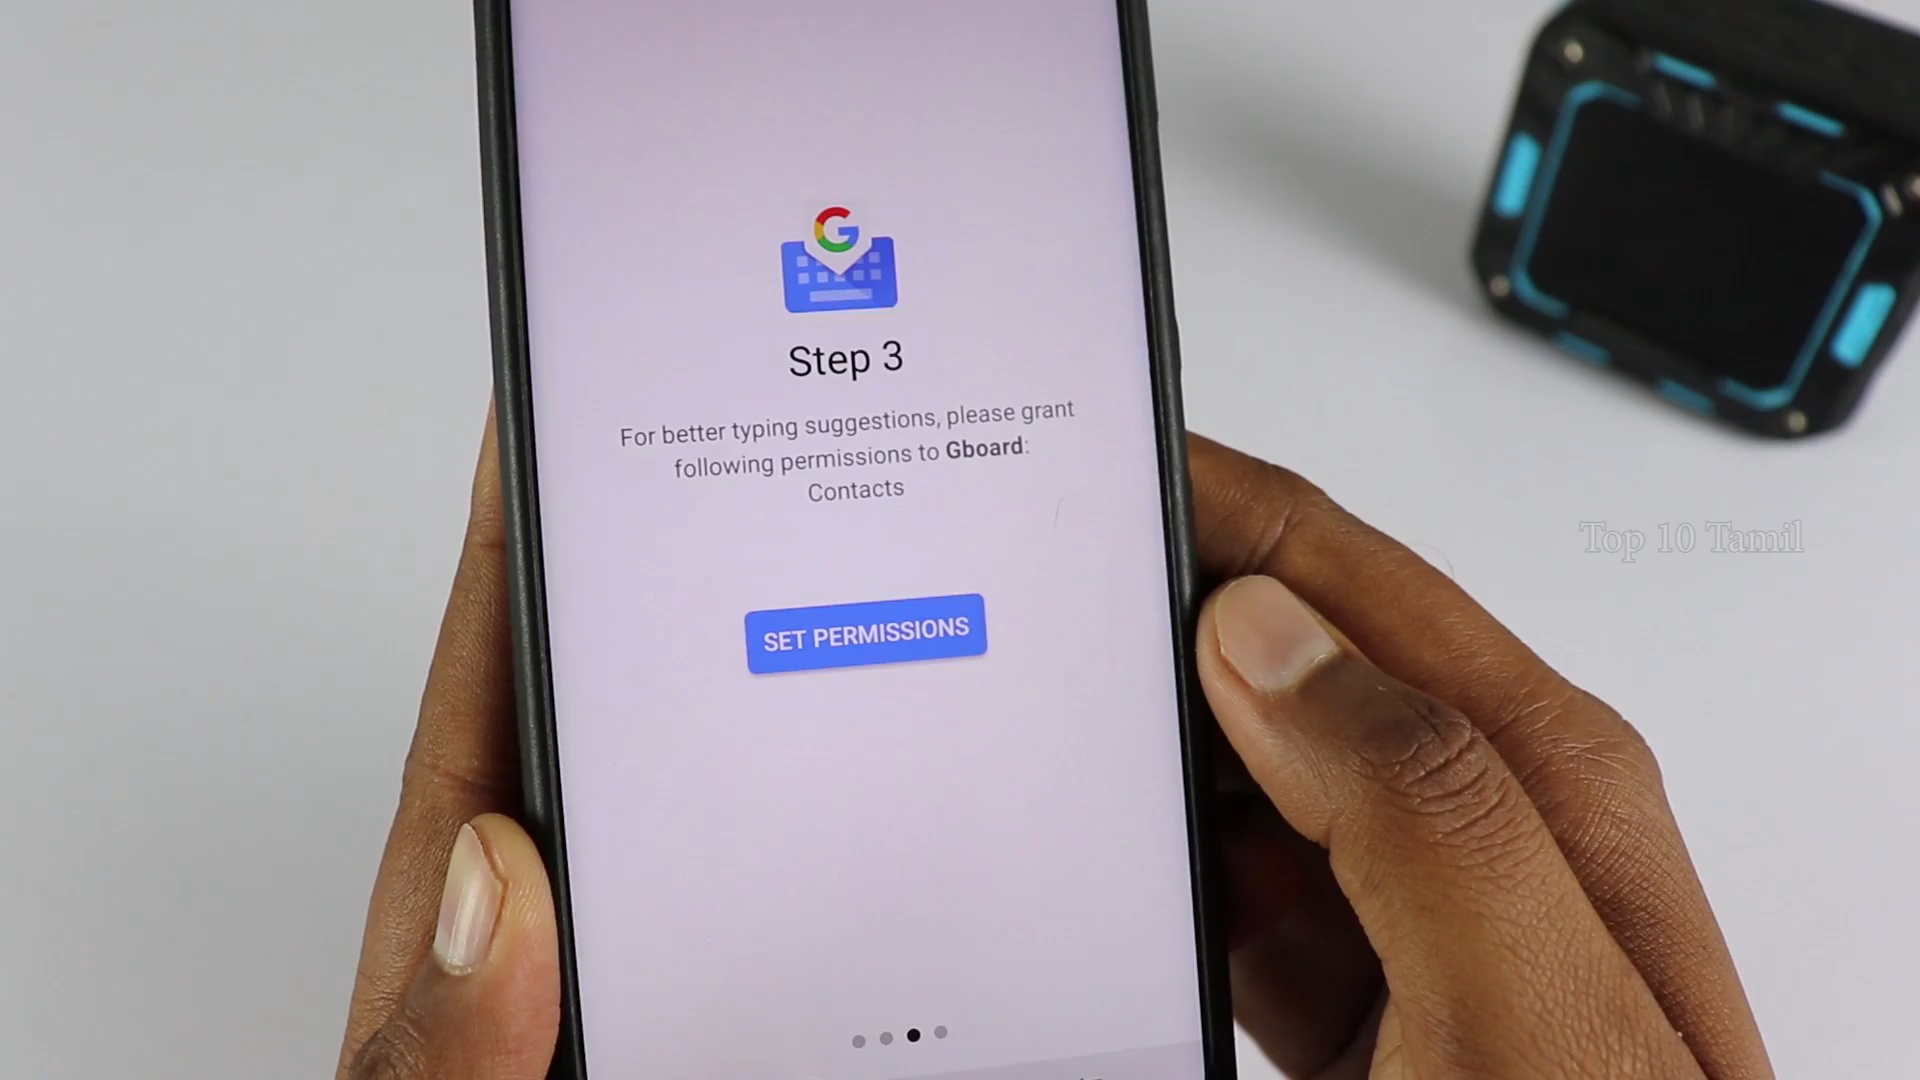 G
Step 3
For better typing suggestions, please grant
following permissions to Gboard:
Contacts
Top 10 Tamil
SET PERMISSIONS